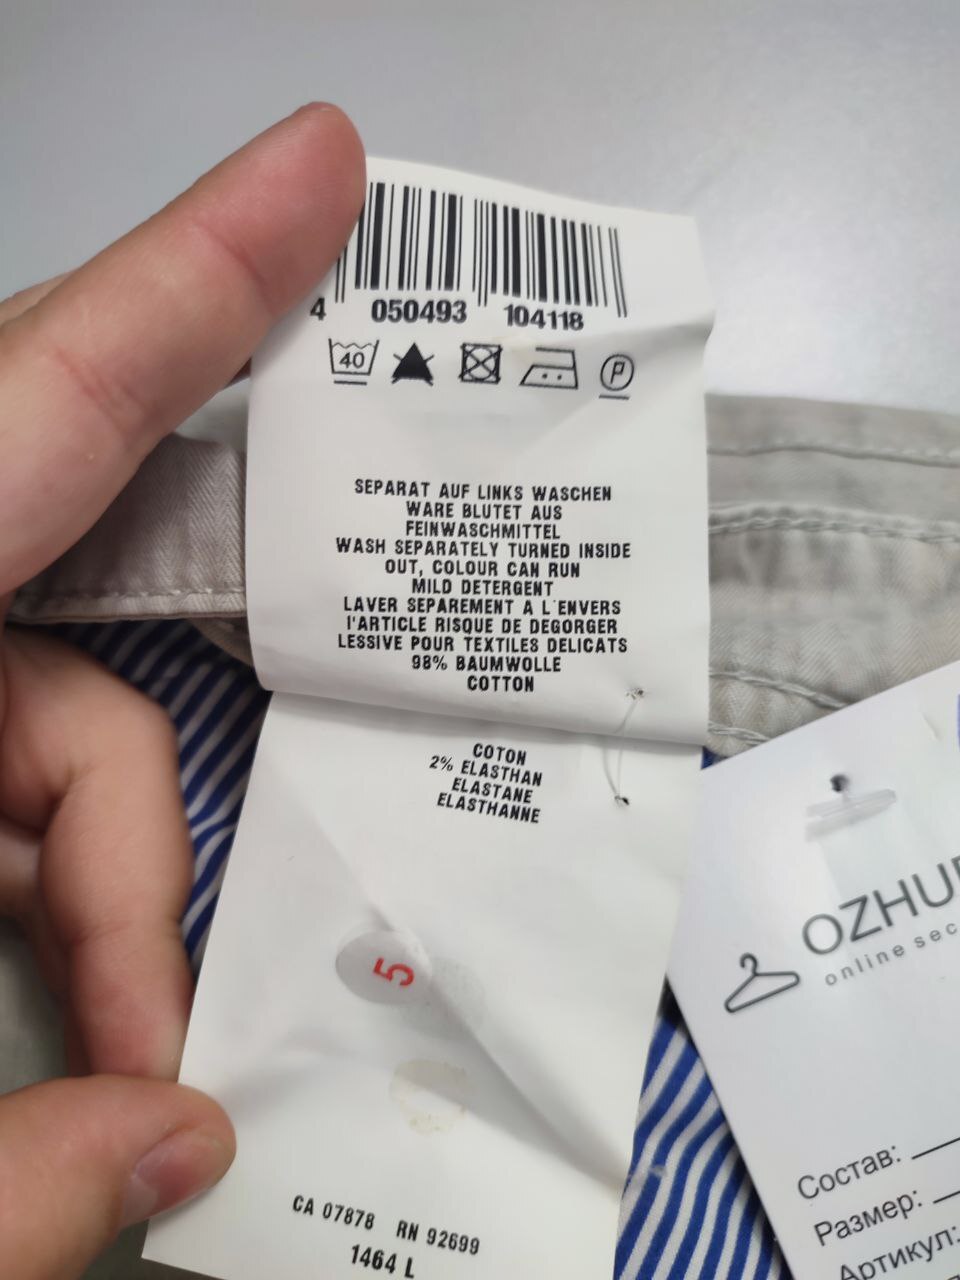 4 050493 104118
40 P
SEPARAT AUF LINKS WASCHEN
WARE BLUTET AUS
FEINWASCHMITTEL
WASH SEPARATELY TURNED INSIDE
OUT, COLOUR CAN RUN
MILD DETERGENT
LAVER SEPAREMENT A L'ENVERS
l'ARTICLE RISQUE DE DEGORGER
LESSIVE POUR TEXTILES DELICATS
98% BAUMWOLLE
COTTON
COTON
2% ELASTHAN
ELASTANE
ELASTHANNE
5
CA 07878 RN 92699
1464 L
online
Состав:
Размер:
Артикул: